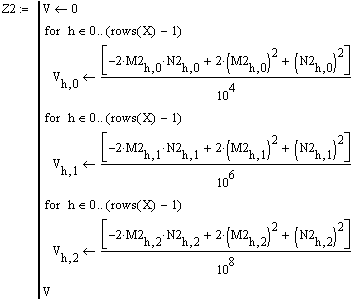 Z2 := V ← 0
for h ∈ 0 .. (rows(X) − 1)
V_{h,0} ← [−2·M2_{h,0}·N2_{h,0} + 2·(M2_{h,0})^2 + (N2_{h,0})^2] / 10^4
for h ∈ 0 .. (rows(X) − 1)
V_{h,1} ← [−2·M2_{h,1}·N2_{h,1} + 2·(M2_{h,1})^2 + (N2_{h,1})^2] / 10^6
for h ∈ 0 .. (rows(X) − 1)
V_{h,2} ← [−2·M2_{h,2}·N2_{h,2} + 2·(M2_{h,2})^2 + (N2_{h,2})^2] / 10^8
V